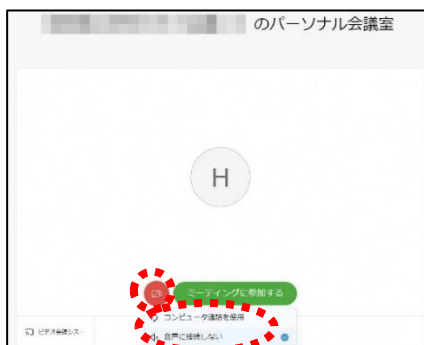 のパーソナル会議室
H
ミーティングに参加する
コンピュータ通話を使用
音声に接続しない
ビデオ会議シス…